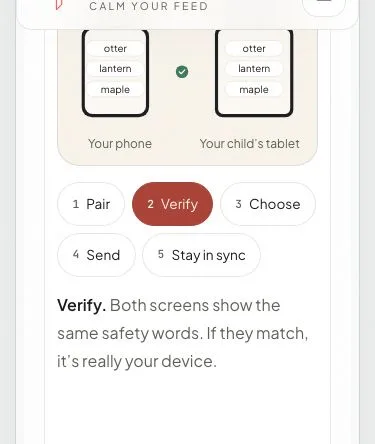 CALM YOUR FEED
otter
lantern
maple
otter
lantern
maple
Your phone
Your child's tablet
1 Pair
2 Verify
3 Choose
4 Send
5 Stay in sync
Verify. Both screens show the
same safety words. If they match,
it's really your device.